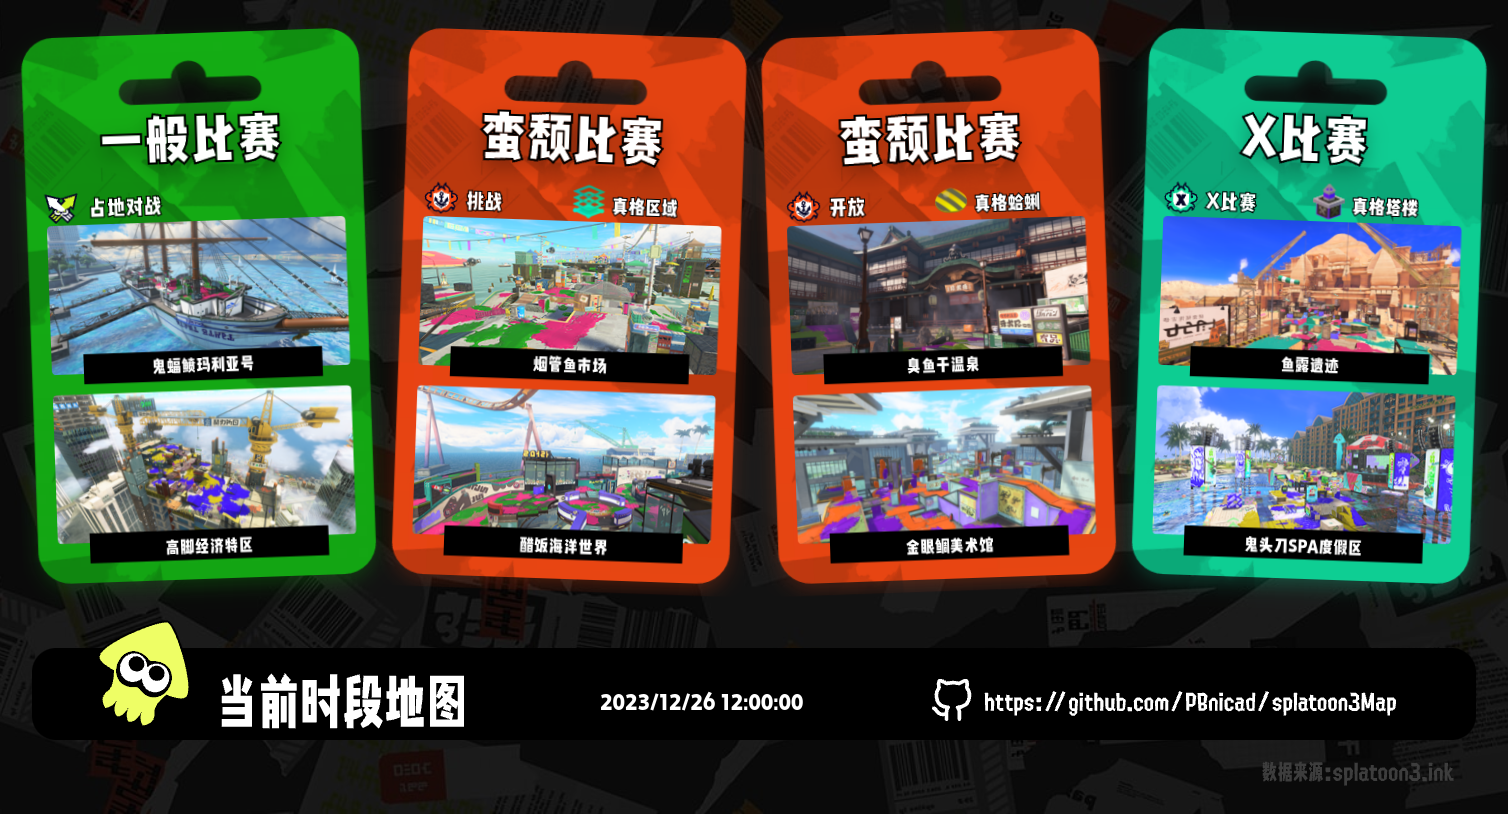 一般比赛
占地对战
鬼蝠鲼玛利亚号
高脚经济特区
蛮颓比赛
挑战
真格区域
烟管鱼市场
醋饭海洋世界
蛮颓比赛
开放
真格蛤蜊
臭鱼干温泉
金眼鲷美术馆
X比赛
X比赛
真格塔楼
鱼露遗迹
鬼头刀SPA度假区
当前时段地图
2023/12/26 12:00:00
https://github.com/PBnicad/splatoon3Map
数据来源:splatoon3.ink